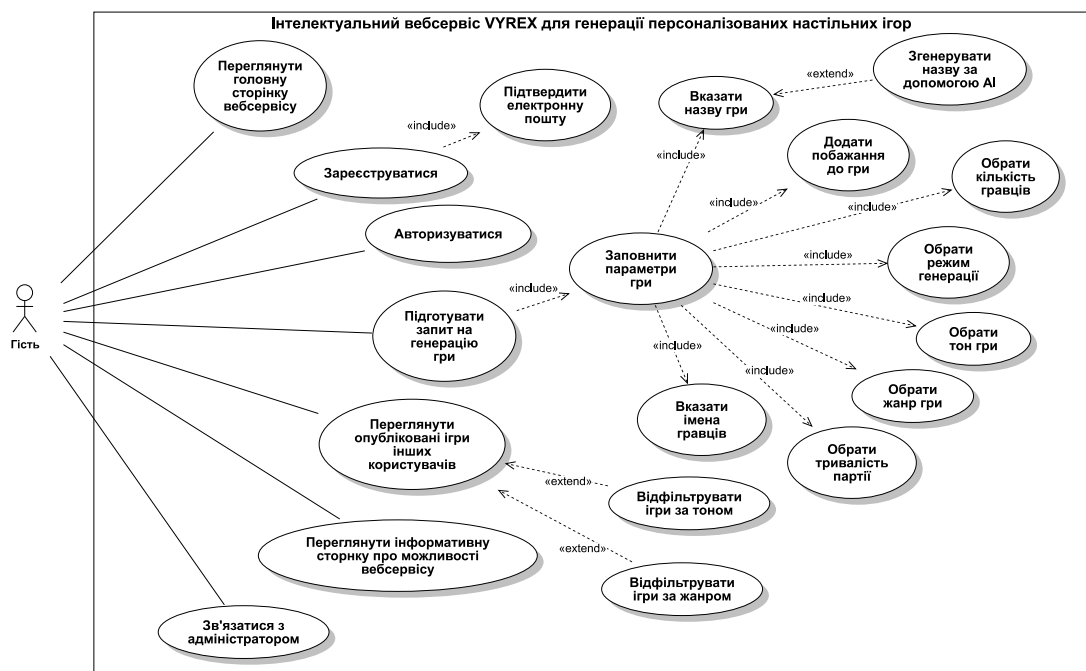 Інтелектуальний вебсервіс VYREX для генерації персоналізованих настільних ігор
Переглянути
головну
сторінку
вебсервісу
«include»
Підтвердити
електронну
пошту
Зареєструватися
Авторизуватися
Гість
Підготувати
запит на
генерацію
гри
«include»
Заповнити
параметри
гри
«include»
Вказати
назву гри
«extend»
Згенерувати
назву за
допомогою AI
«include»
Додати
побажання
до гри
«include»
Обрати
кількість
гравців
«include»
Обрати
режим
генерації
«include»
Обрати
тон гри
«include»
Обрати
жанр гри
«include»
Обрати
тривалість
партії
«include»
Вказати
імена
гравців
Переглянути
опубліковані ігри
інших
користувачів
«extend»
Відфільтрувати
ігри за тоном
«extend»
Відфільтрувати
ігри за жанром
Переглянути інформативну
сторнку про можливості
вебсервісу
Зв'язатися з
адміністратором